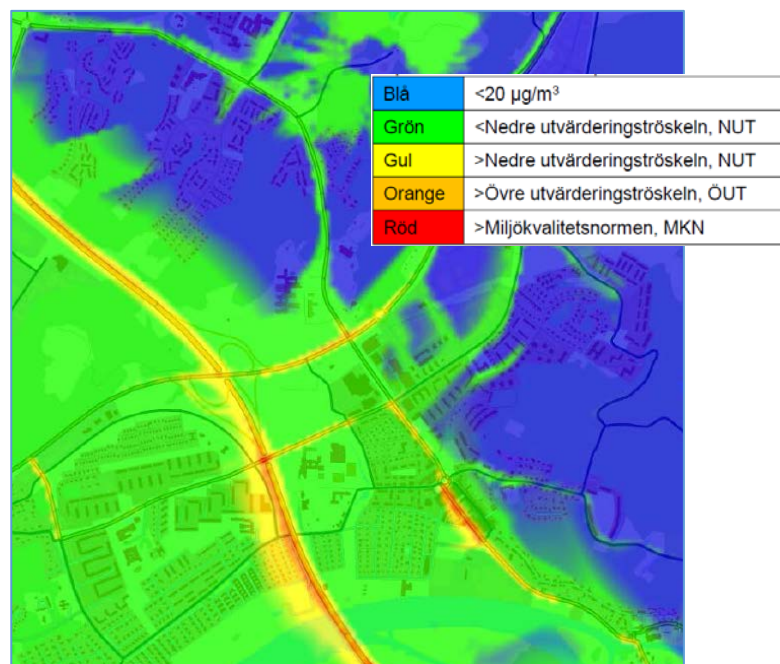 Blå <20 µg/m³
Grön <Nedre utvärderingströskeln, NUT
Gul >Nedre utvärderingströskeln, NUT
Orange >Övre utvärderingströskeln, ÖUT
Röd >Miljökvalitetsnormen, MKN